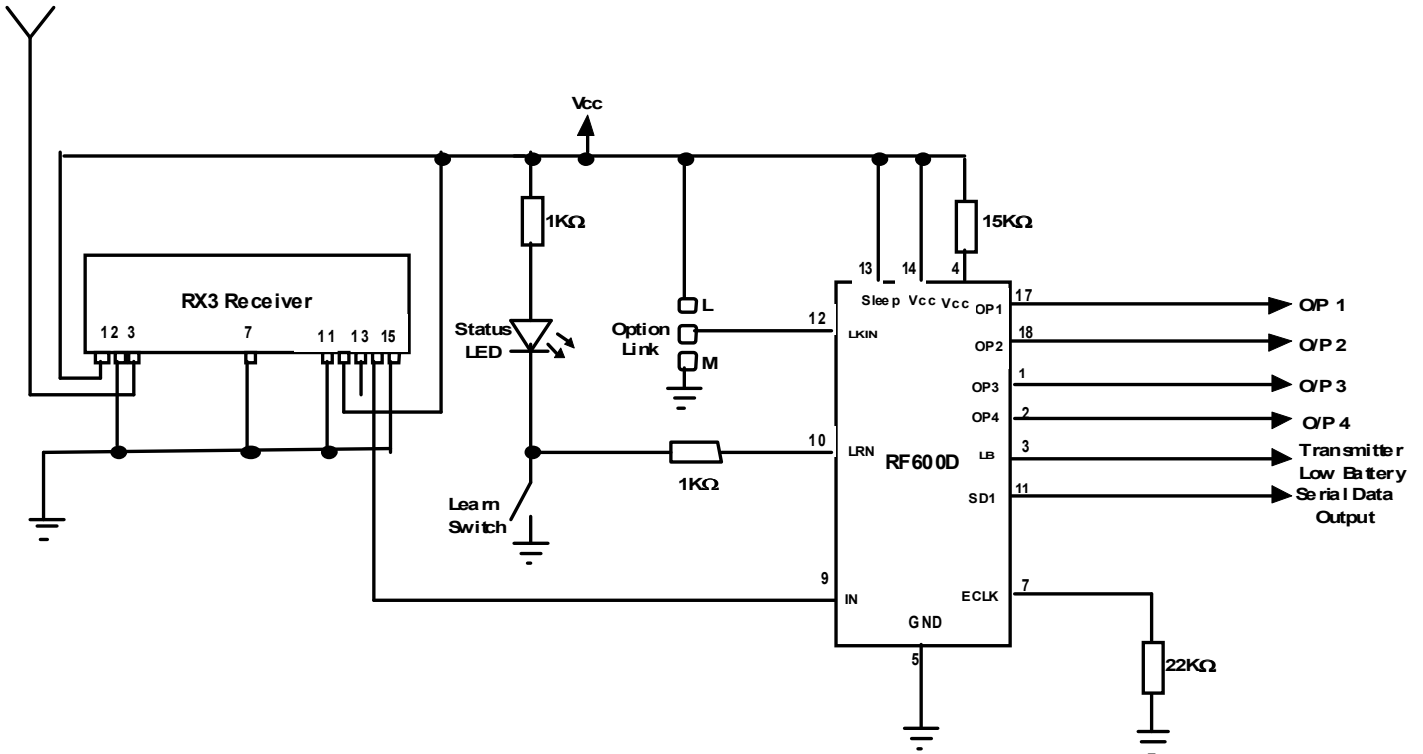 Vcc
1KΩ
15KΩ
RX3 Receiver
1 2 3 7 11 13 15
Status
LED
Option
Link
L
M
13 14 4
Sleep Vcc Vcc
12 LKIN
10 LRN
1KΩ
RF600D
Learn
Switch
9 IN
GND
5
OP1 17 O/P 1
OP2 18 O/P 2
OP3 1 O/P 3
OP4 2 O/P 4
LB 3 Transmitter
Low Battery
SD1 11 Serial Data
Output
ECLK 7
22KΩ